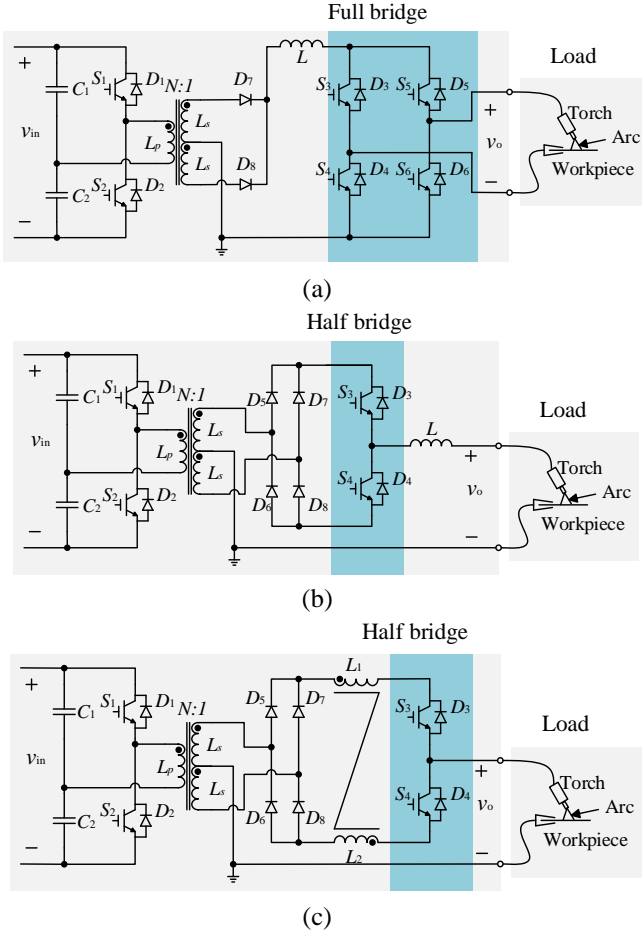 Full bridge
Load
+
C1
S1
D1
N:1
D7
L
S3
D3
S5
D5
+
Torch
vin
Lp
Ls
Ls
vo
Arc
Workpiece
C2
S2
D2
D8
S4
D4
S6
D6
−
−
(a)
Half bridge
Load
+
C1
S1
D1
N:1
D5
D7
S3
D3
L
+
Torch
vin
Lp
Ls
Ls
vo
Arc
Workpiece
C2
S2
D2
D6
D8
S4
D4
−
−
(b)
Half bridge
Load
+
C1
S1
D1
N:1
D5
D7
L1
S3
D3
+
Torch
vin
Lp
Ls
Ls
vo
Arc
Workpiece
C2
S2
D2
D6
D8
L2
S4
D4
−
−
(c)